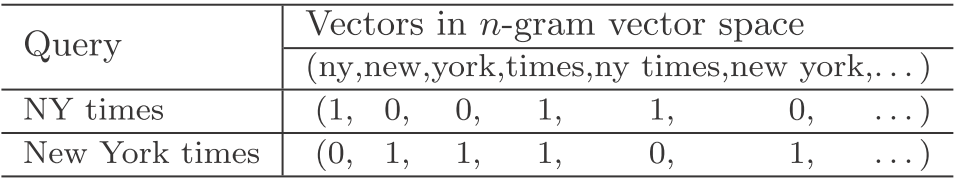 Query Vectors in n-gram vector space
(ny,new,york,times,ny times,new york,...)
NY times (1, 0, 0, 1, 1, 0, ...)
New York times (0, 1, 1, 1, 0, 1, ...)